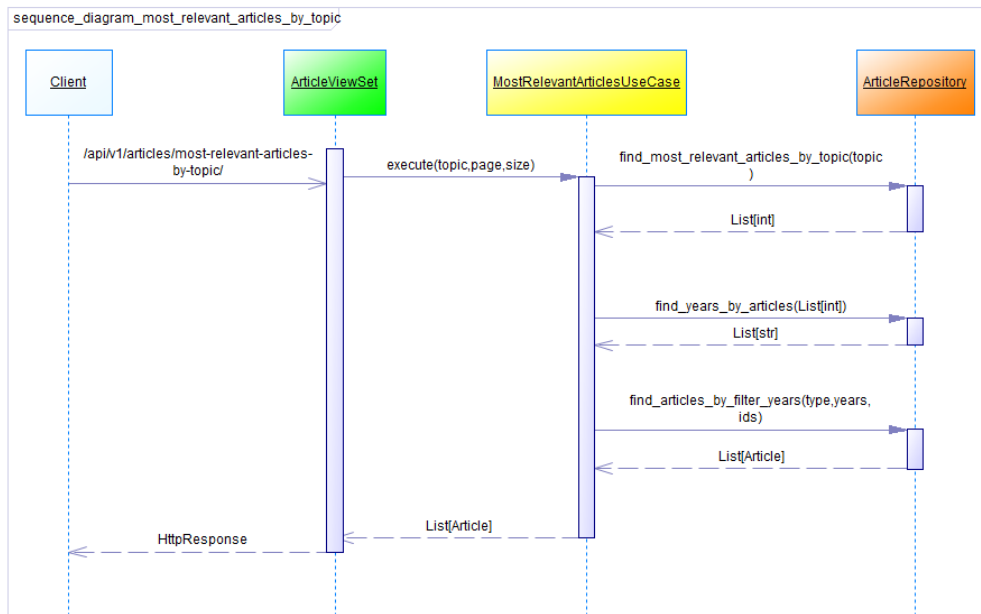 sequence_diagram_most_relevant_articles_by_topic
Client
ArticleViewSet
MostRelevantArticlesUseCase
ArticleRepository
/api/v1/articles/most-relevant-articles-
by-topic/
execute(topic,page,size)
find_most_relevant_articles_by_topic(topic
)
List[int]
find_years_by_articles(List[int])
List[str]
find_articles_by_filter_years(type,years,
ids)
List[Article]
List[Article]
HttpResponse